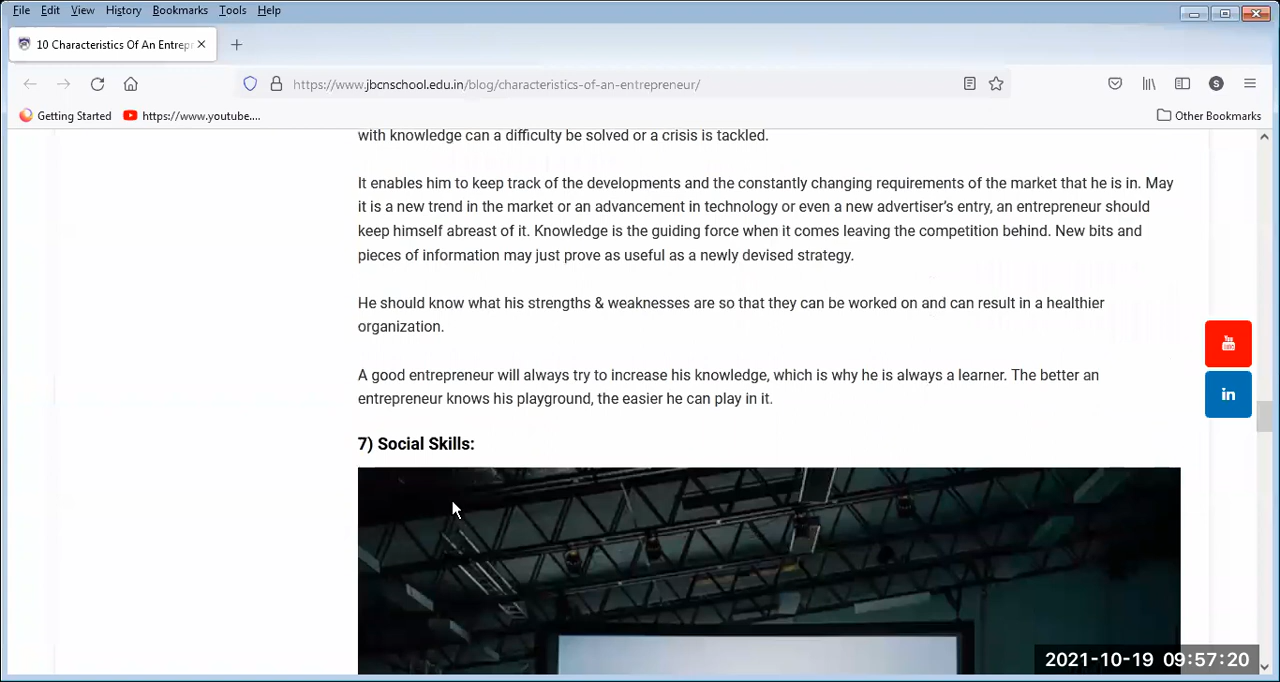 File Edit View History Bookmarks Tools Help
10 Characteristics Of An Entrepr
https://www.jbcnschool.edu.in/blog/characteristics-of-an-entrepreneur/
S
Getting Started https://www.youtube.... Other Bookmarks
with knowledge can a difficulty be solved or a crisis is tackled.
It enables him to keep track of the developments and the constantly changing requirements of the market that he is in. May
it is a new trend in the market or an advancement in technology or even a new advertiser's entry, an entrepreneur should
keep himself abreast of it. Knowledge is the guiding force when it comes leaving the competition behind. New bits and
pieces of information may just prove as useful as a newly devised strategy.
He should know what his strengths & weaknesses are so that they can be worked on and can result in a healthier
organization.
You
Tube
A good entrepreneur will always try to increase his knowledge, which is why he is always a learner. The better an
entrepreneur knows his playground, the easier he can play in it.
in
7) Social Skills:
2021-10-19 09:57:20